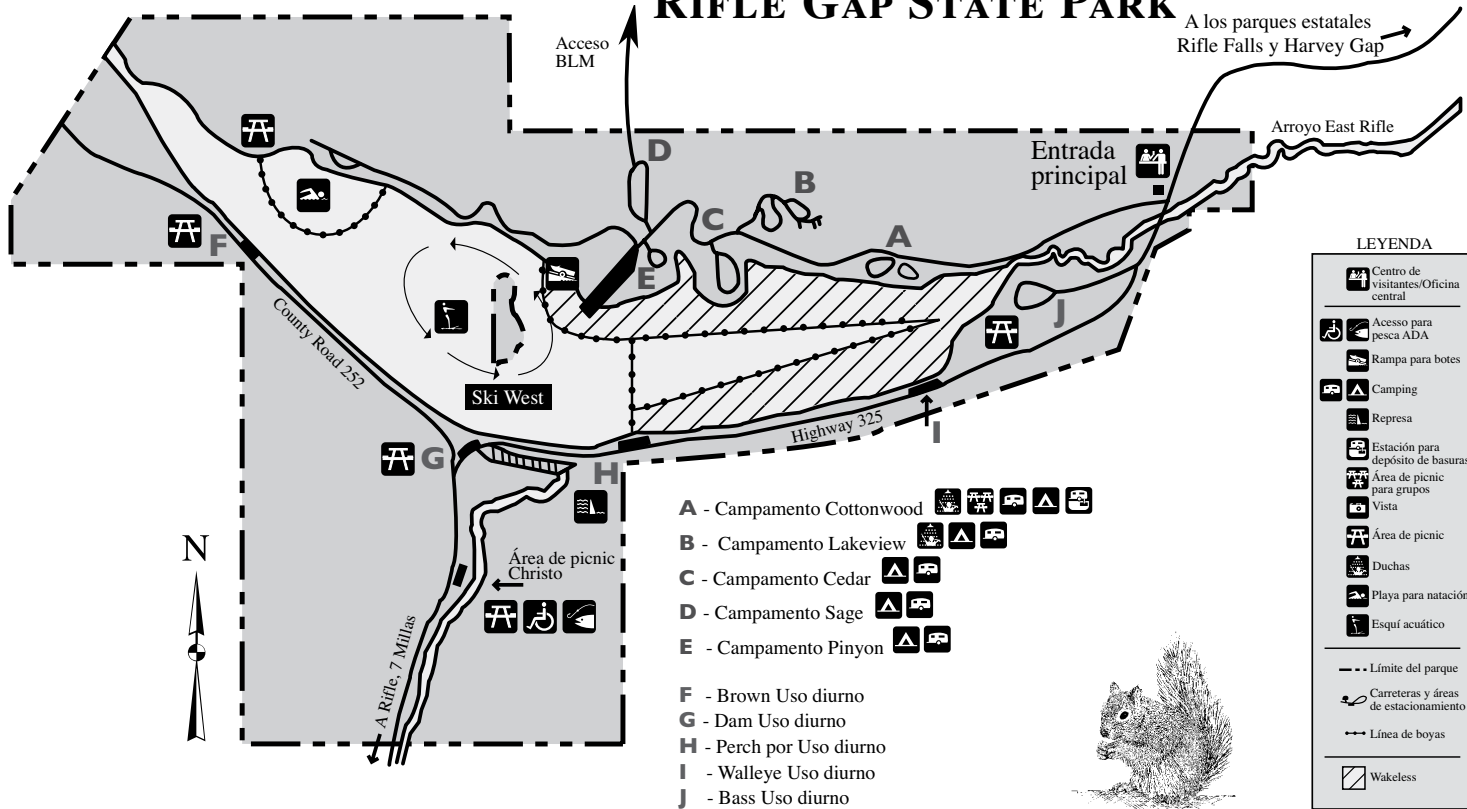 RIFLE GAP STATE PARK
A los parques estatales
Rifle Falls y Harvey Gap
Acceso
BLM
Arroyo East Rifle
Entrada
principal
D
B
C
A
E
F
J
County Road 252
Ski West
Highway 325
I
G
H
N
Área de picnic
Christo
A Rifle, 7 Millas
A - Campamento Cottonwood
B - Campamento Lakeview
C - Campamento Cedar
D - Campamento Sage
E - Campamento Pinyon
F - Brown Uso diurno
G - Dam Uso diurno
H - Perch por Uso diurno
I - Walleye Uso diurno
J - Bass Uso diurno
LEYENDA
Centro de
visitantes/Oficina
central
Acesso para
pesca ADA
Rampa para botes
Camping
Represa
Estación para
depósito de basuras
Área de picnic
para grupos
Vista
Área de picnic
Duchas
Playa para natación
Esquí acuático
Límite del parque
Carreteras y áreas
de estacionamiento
Línea de boyas
Wakeless